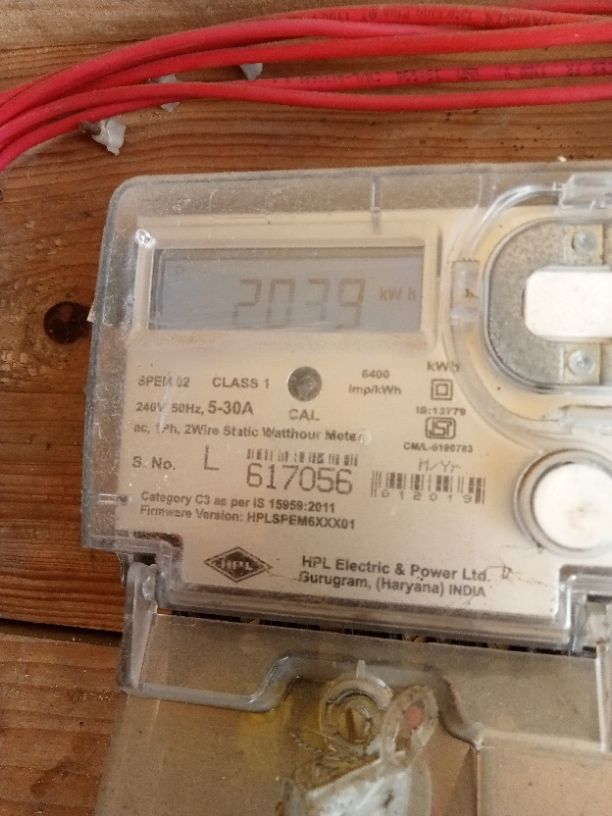 2039 kWh
SPEM 02 CLASS 1 6400 imp/kWh kWh
240V 50Hz, 5-30A CAL IS:13779
ac, 1Ph, 2Wire Static Watthour Meter CM/L-6190783
S. No. L 617056 M/Yr 012019
Category C3 as per IS 15959:2011
Firmware Version: HPLSPEM6XXX01
HPL HPL Electric & Power Ltd.
Gurugram, (Haryana) INDIA